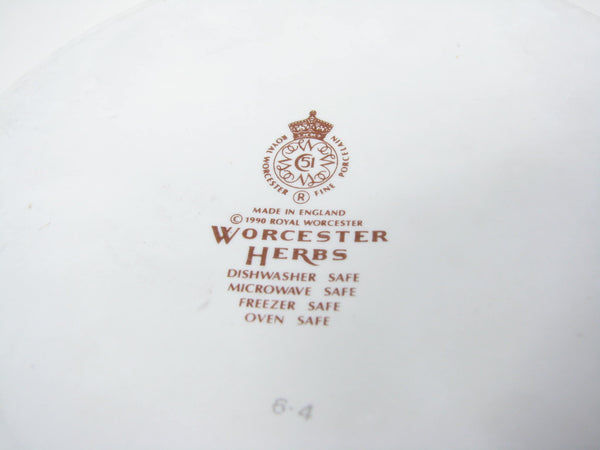 ROYAL WORCESTER ® FINE PORCELAIN
C 51
MADE IN ENGLAND
© 1990 ROYAL WORCESTER
WORCESTER
HERBS
DISHWASHER SAFE
MICROWAVE SAFE
FREEZER SAFE
OVEN SAFE
6·4